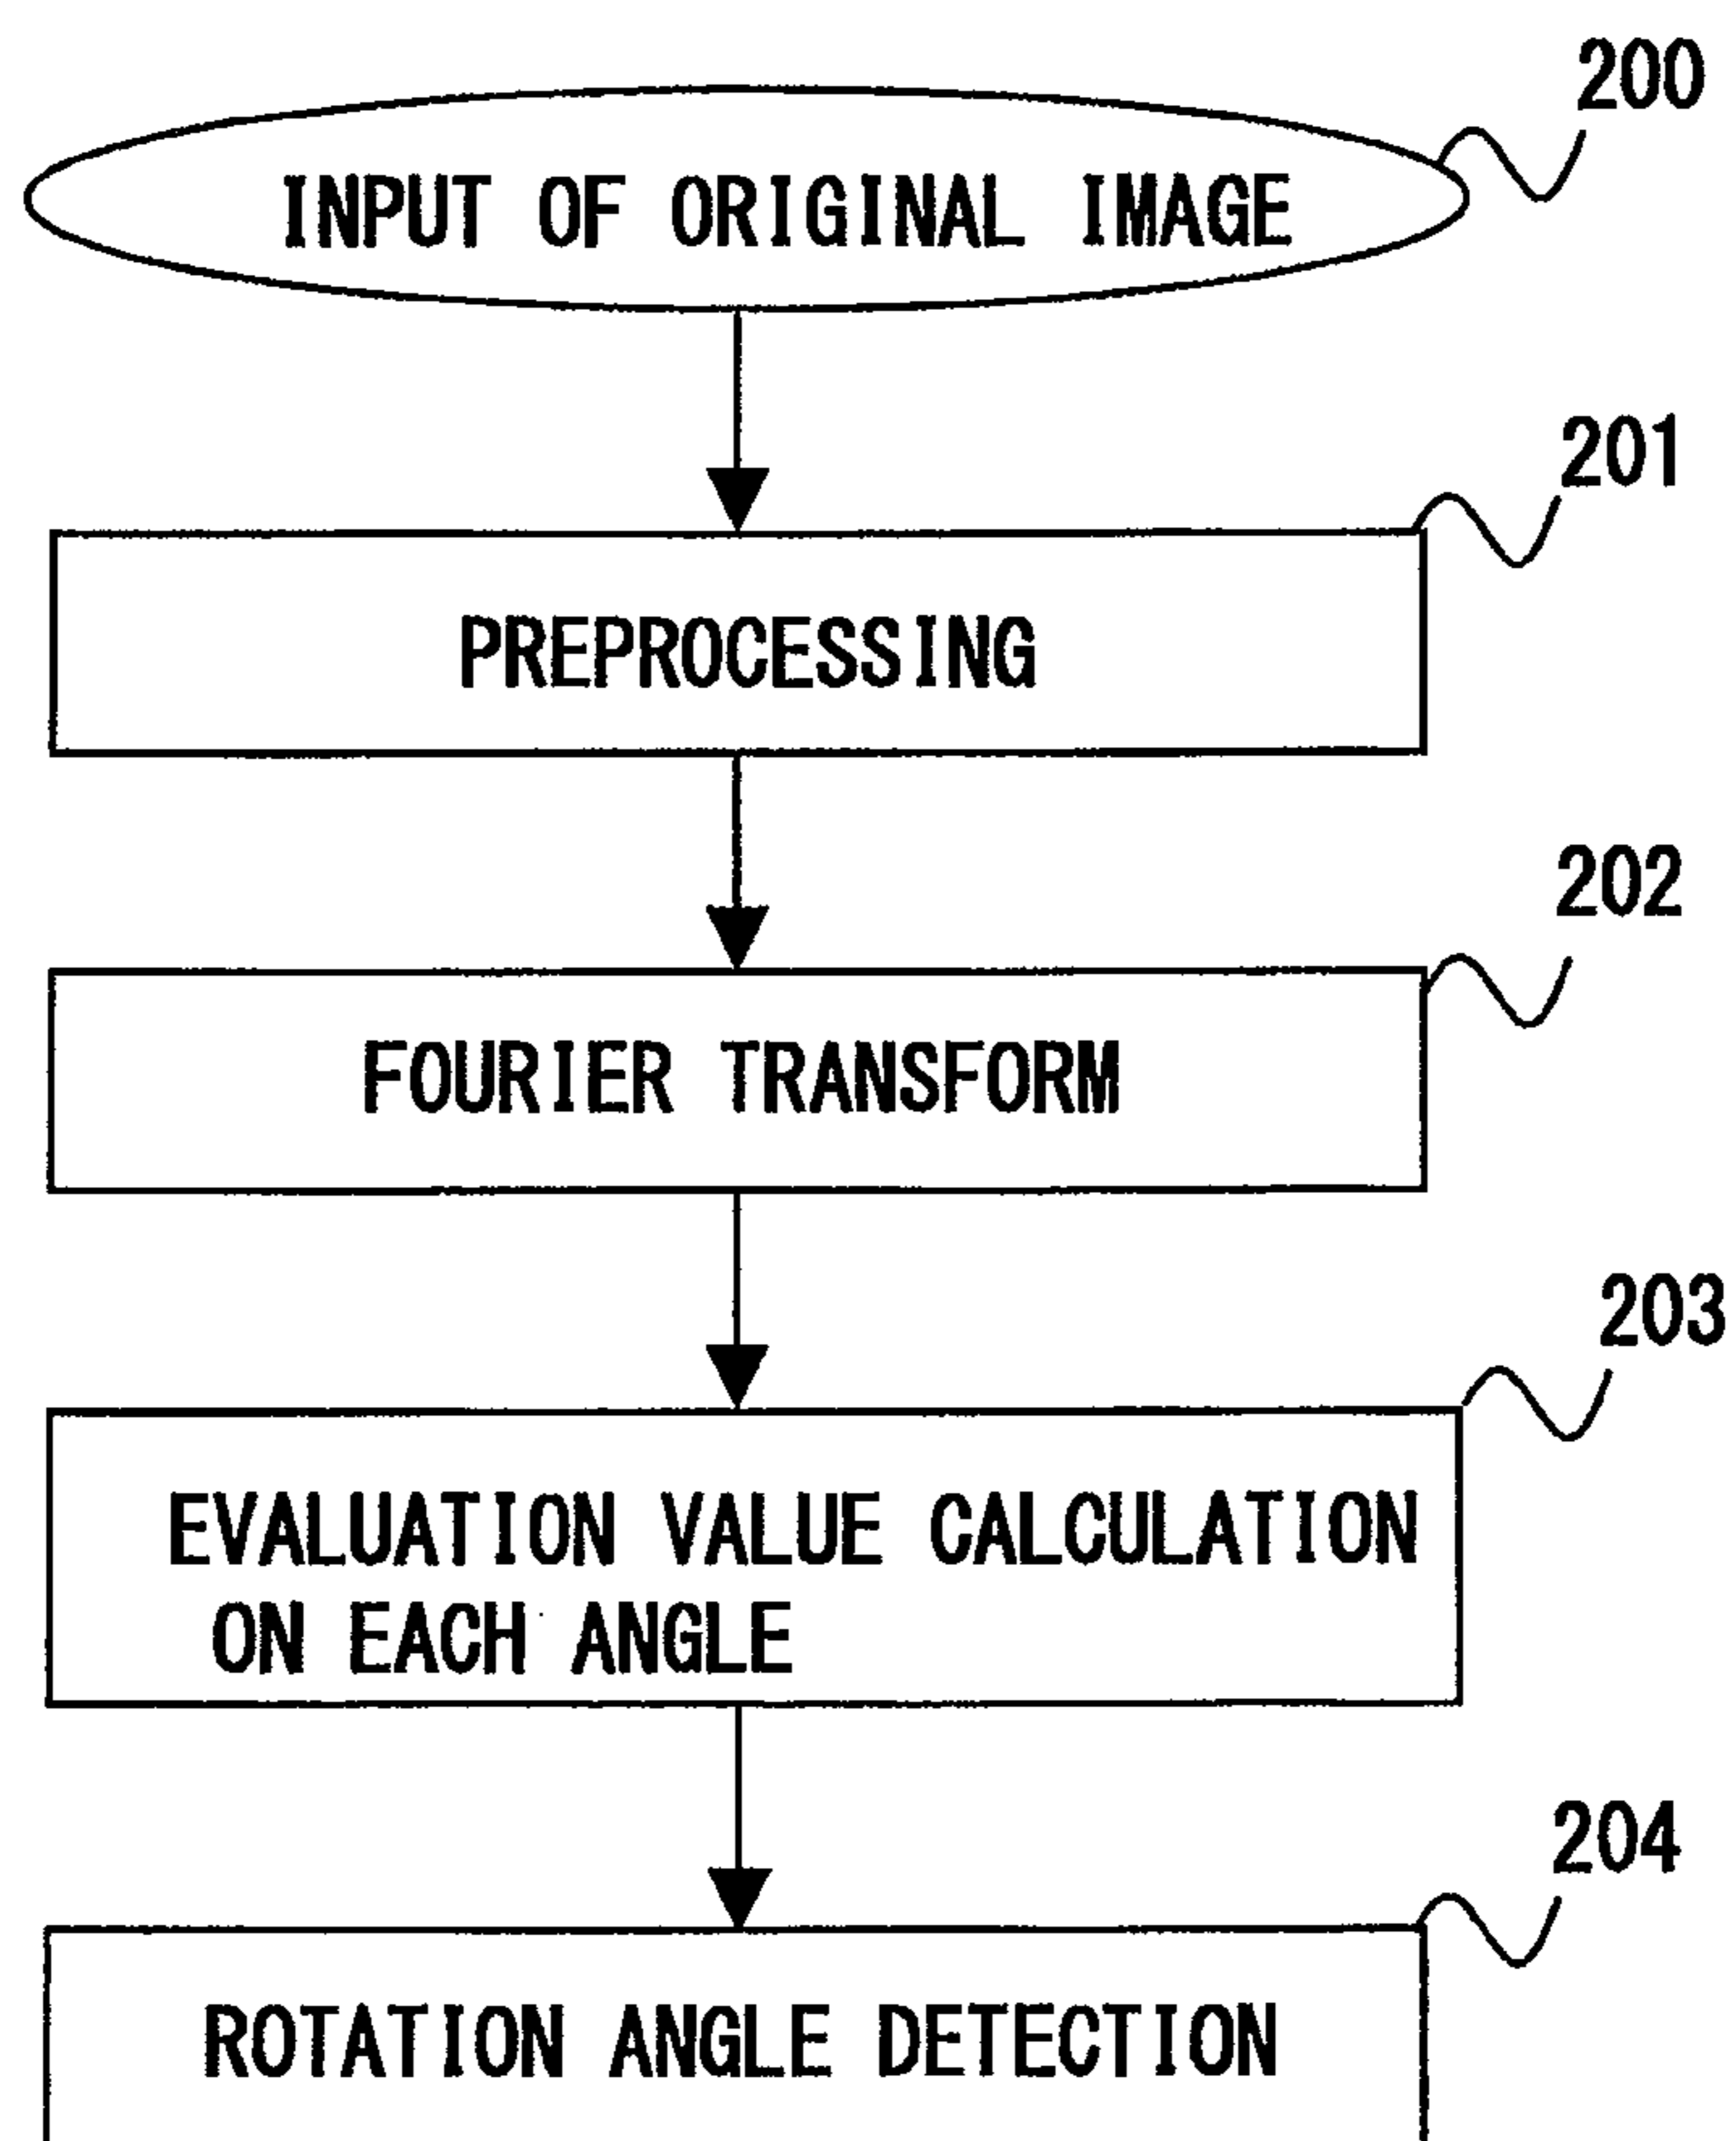 200
INPUT OF ORIGINAL IMAGE
201
PREPROCESSING
202
FOURIER TRANSFORM
203
EVALUATION VALUE CALCULATION
ON EACH ANGLE
204
ROTATION ANGLE DETECTION